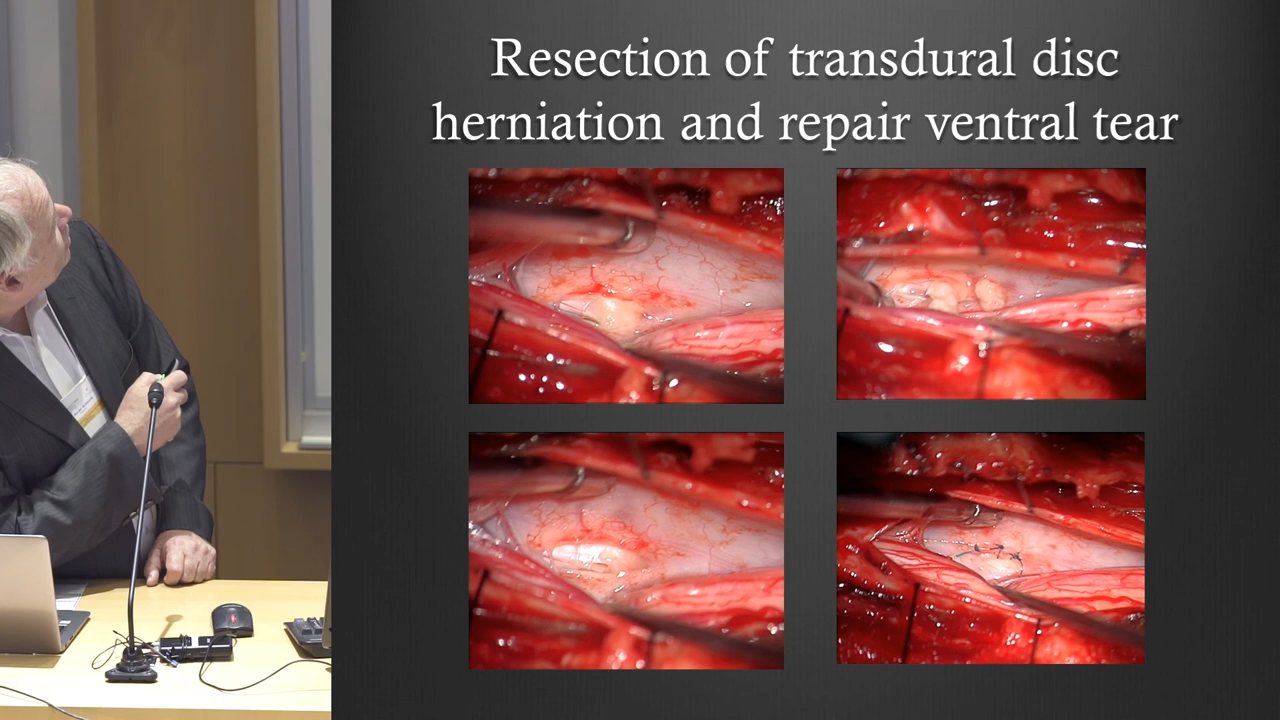 Resection of transdural disc
herniation and repair ventral tear